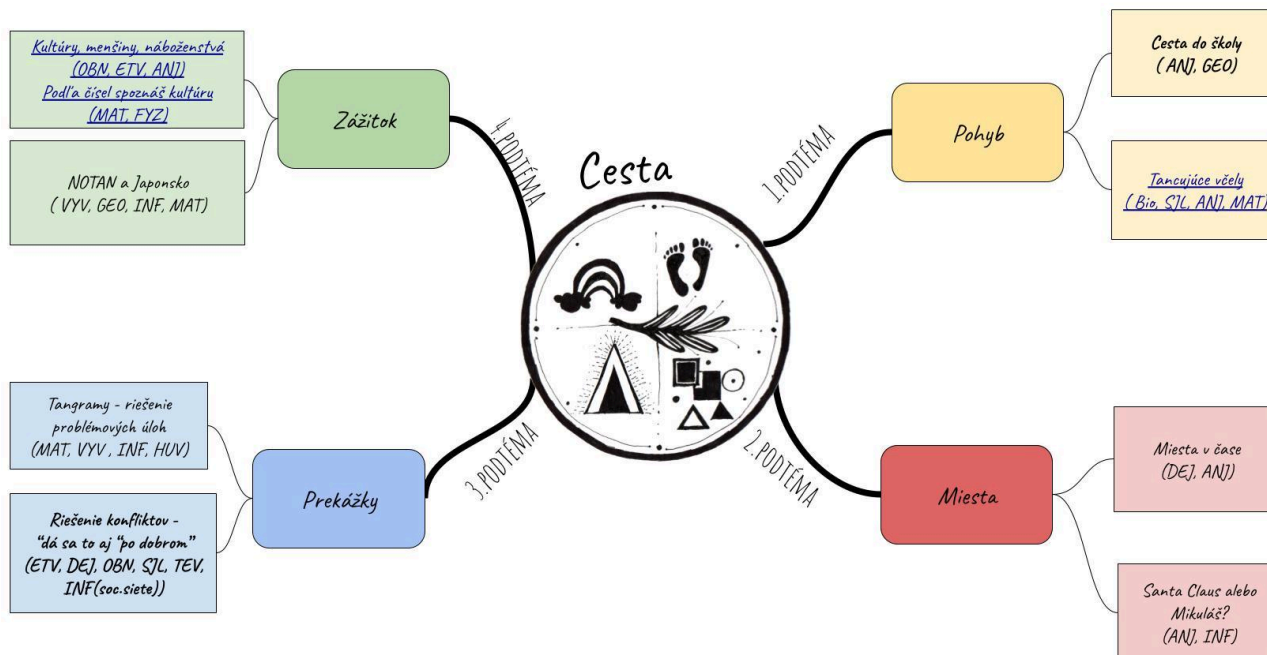 Cesta
1.PODTÉMA
Pohyb
Cesta do školy
( ANJ, GEO)
Tancujúce včely
( Bio, SJL, ANJ, MAT)
2.PODTÉMA
Miesta
Miesta v čase
(DEJ, ANJ)
Santa Claus alebo
Mikuláš?
(ANJ, INF)
3.PODTÉMA
Prekážky
Tangramy - riešenie
problémových úloh
(MAT, VYV , INF, HUV)
Riešenie konfliktov -
“dá sa to aj “po dobrom”
(ETV, DEJ, OBN, SJL, TEV,
INF(soc.siete))
4.PODTÉMA
Zážitok
Kultúry, menšiny, náboženstvá
(OBN, ETV, ANJ)
Podľa čísel spoznáš kultúru
(MAT, FYZ)
NOTAN a Japonsko
( VYV, GEO, INF, MAT)